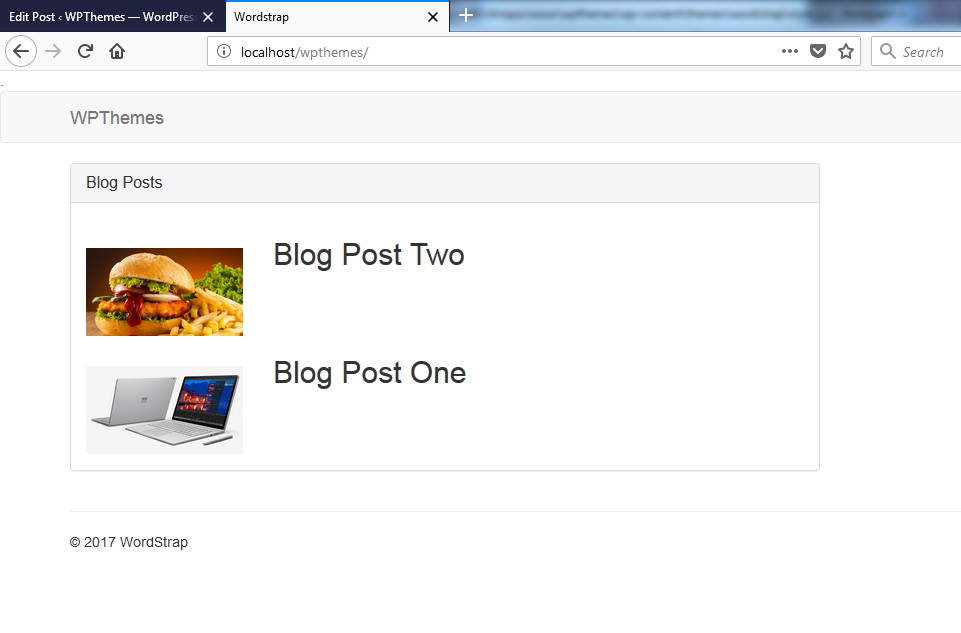 Edit Post ‹ WPThemes — WordPres
Wordstrap
localhost/wpthemes/
Search
.
WPThemes
Blog Posts
Blog Post Two
Blog Post One
© 2017 WordStrap